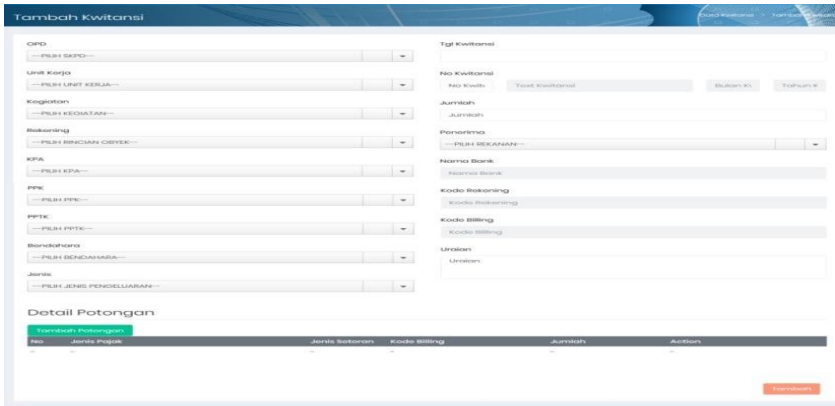 Tambah Kwitansi
Data Kwitansi > Tambah Kwitansi
OPD
---PILIH SKPD---
Unit Kerja
---PILIH UNIT KERJA---
Kegiatan
---PILIH KEGIATAN---
Rekening
---PILIH RINCIAN OBYEK---
KPA
---PILIH KPA---
PPK
---PILIH PPK---
PPTK
---PILIH PPTK---
Bendahara
---PILIH BENDAHARA---
Jenis
---PILIH JENIS PENGELUARAN---
Tgl Kwitansi
No Kwitansi
No Kwita Text Kwitansi Bulan Kl Tahun K
Jumlah
Jumlah
Penerima
---PILIH REKANAN---
Nama Bank
Nama Bank
Kode Rekening
Kode Rekening
Kode Billing
Kode Billing
Uraian
Uraian
Detail Potongan
Tambah Potongan
No Jenis Pajak Jenis Setoran Kode Billing Jumlah Action
Tambah